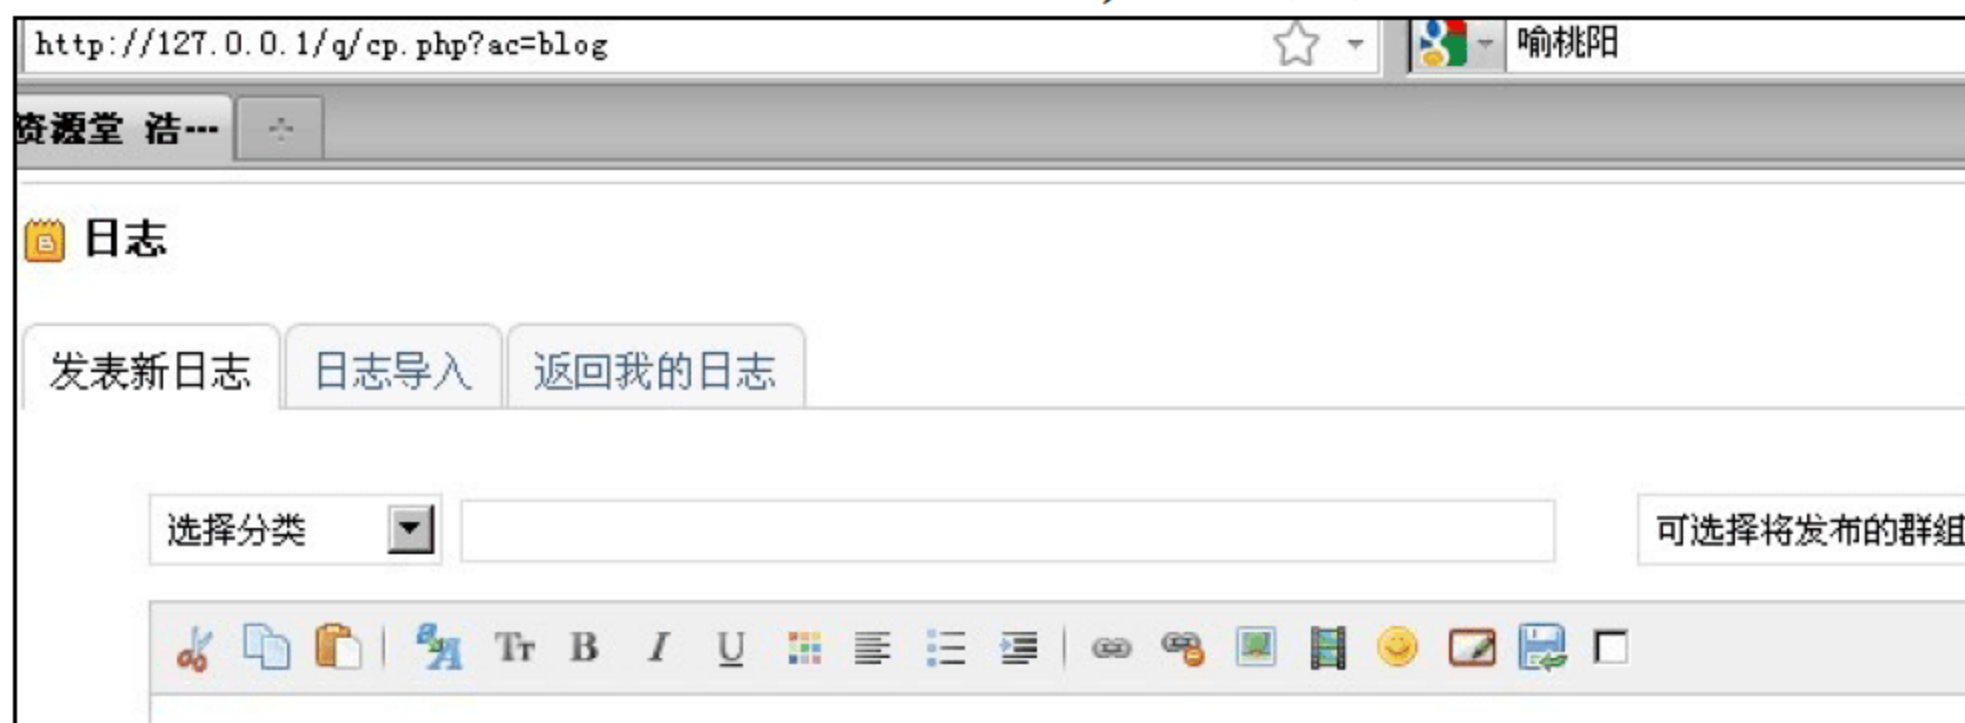 http://127.0.0.1/q/cp.php?ac=blog
喻桃阳
资源堂 浩...
日志
发表新日志 日志导入 返回我的日志
选择分类
可选择将发布的群组
Tr B I U